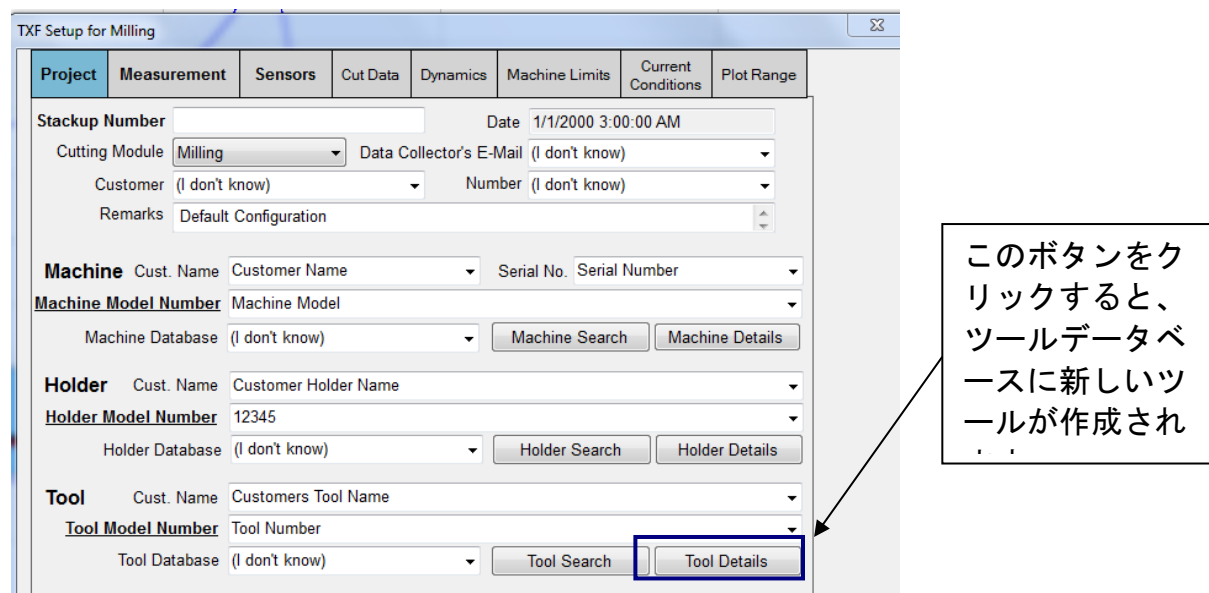 TXF Setup for Milling
Project Measurement Sensors Cut Data Dynamics Machine Limits Current Conditions Plot Range
Stackup Number Date 1/1/2000 3:00:00 AM
Cutting Module Milling Data Collector's E-Mail (I don't know)
Customer (I don't know) Number (I don't know)
Remarks Default Configuration
Machine Cust. Name Customer Name Serial No. Serial Number
Machine Model Number Machine Model
Machine Database (I don't know) Machine Search Machine Details
Holder Cust. Name Customer Holder Name
Holder Model Number 12345
Holder Database (I don't know) Holder Search Holder Details
Tool Cust. Name Customers Tool Name
Tool Model Number Tool Number
Tool Database (I don't know) Tool Search Tool Details
このボタンをク
リックすると、
ツールデータベ
ースに新しいツ
ールが作成され